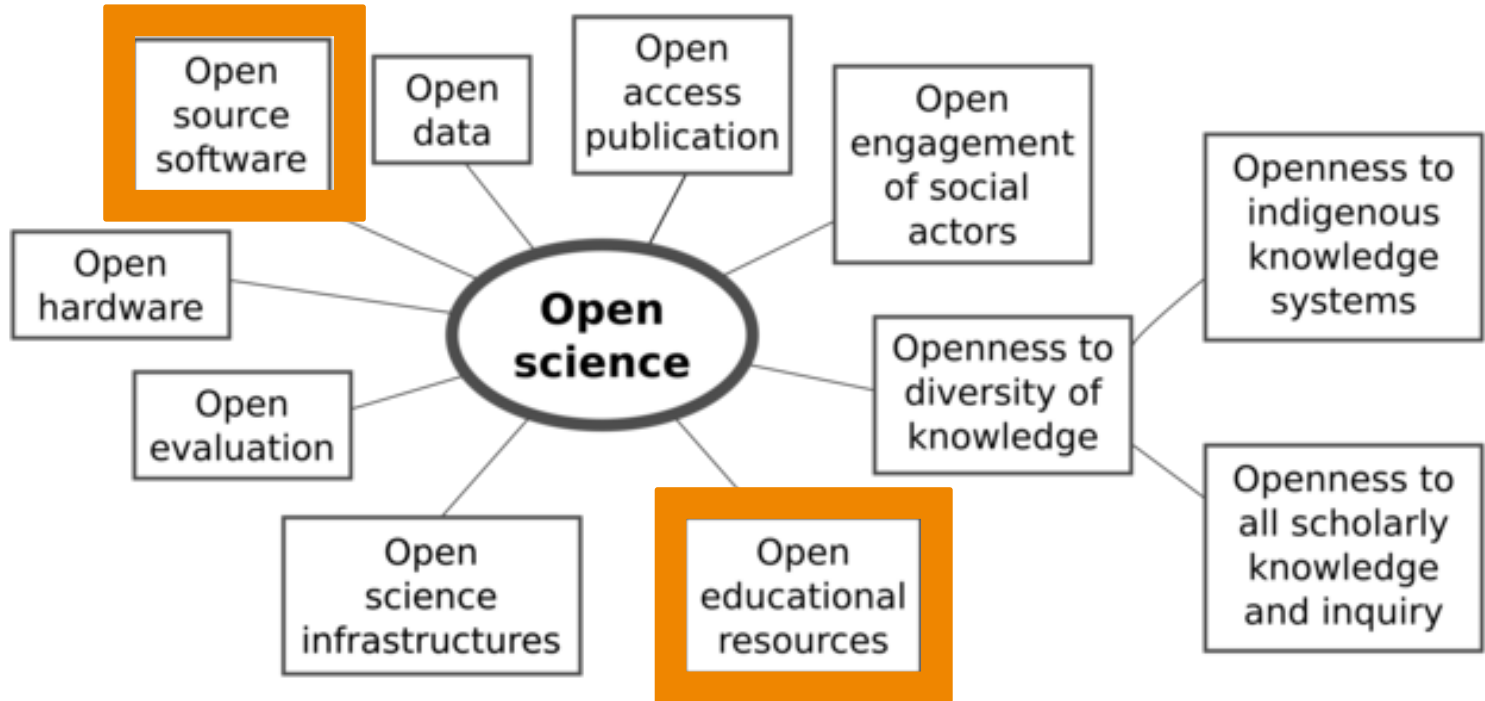 Open
source
software
Open
data
Open
access
publication
Open
engagement
of social
actors
Openness to
indigenous
knowledge
systems
Open
hardware
Open
science
Openness to
diversity of
knowledge
Open
evaluation
Open
science
infrastructures
Open
educational
resources
Openness to
all scholarly
knowledge
and inquiry